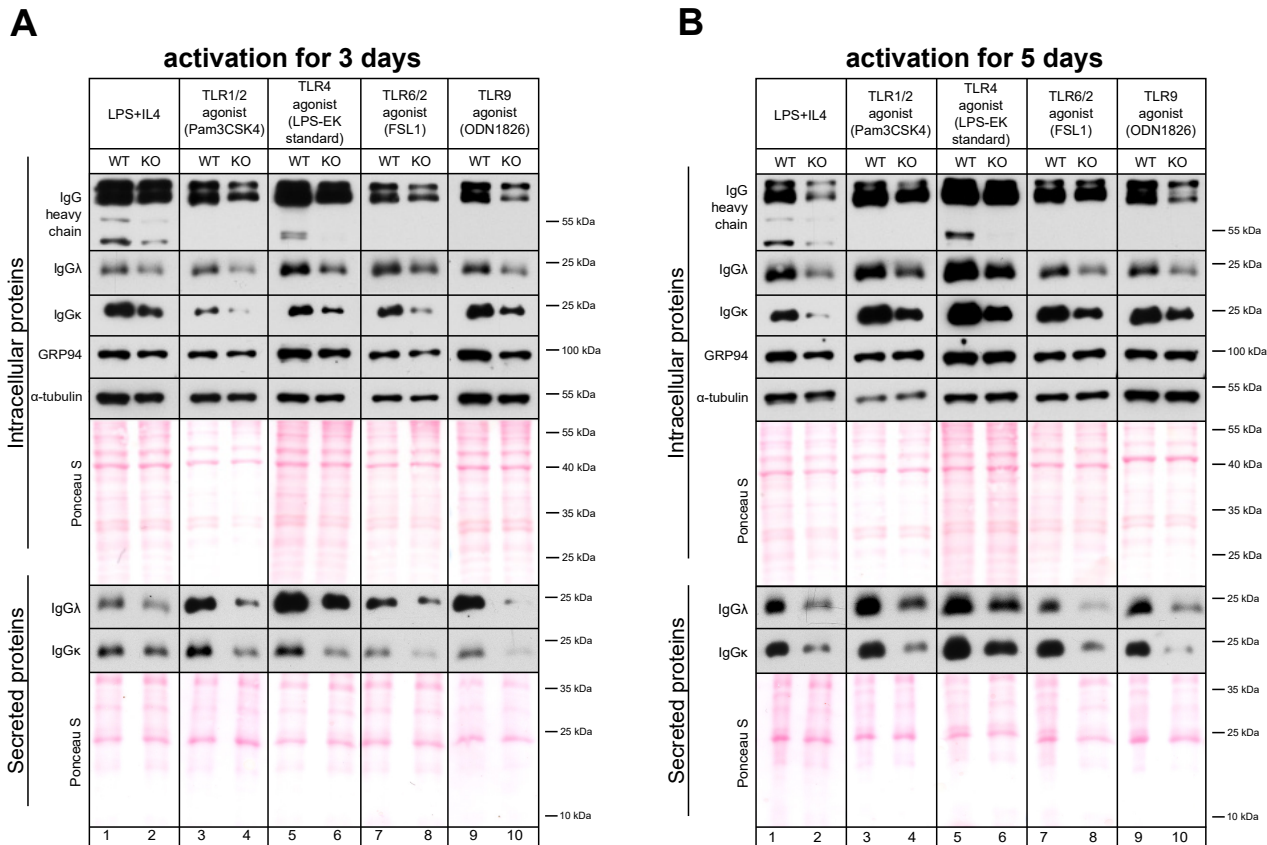 A
activation for 3 days
LPS+IL4
TLR1/2
agonist
(Pam3CSK4)
TLR4
agonist
(LPS-EK
standard)
TLR6/2
agonist
(FSL1)
TLR9
agonist
(ODN1826)
WT KO WT KO WT KO WT KO WT KO
Intracellular proteins
IgG
heavy
chain
55 kDa
IgGλ
25 kDa
IgGκ
25 kDa
GRP94
100 kDa
α-tubulin
55 kDa
Ponceau S
55 kDa
40 kDa
35 kDa
25 kDa
Secreted proteins
IgGλ
25 kDa
IgGκ
25 kDa
Ponceau S
35 kDa
25 kDa
10 kDa
1 2 3 4 5 6 7 8 9 10
B
activation for 5 days
LPS+IL4
TLR1/2
agonist
(Pam3CSK4)
TLR4
agonist
(LPS-EK
standard)
TLR6/2
agonist
(FSL1)
TLR9
agonist
(ODN1826)
WT KO WT KO WT KO WT KO WT KO
Intracellular proteins
IgG
heavy
chain
55 kDa
IgGλ
25 kDa
IgGκ
25 kDa
GRP94
100 kDa
α-tubulin
55 kDa
Ponceau S
55 kDa
40 kDa
35 kDa
25 kDa
Secreted proteins
IgGλ
25 kDa
IgGκ
25 kDa
Ponceau S
35 kDa
25 kDa
10 kDa
1 2 3 4 5 6 7 8 9 10